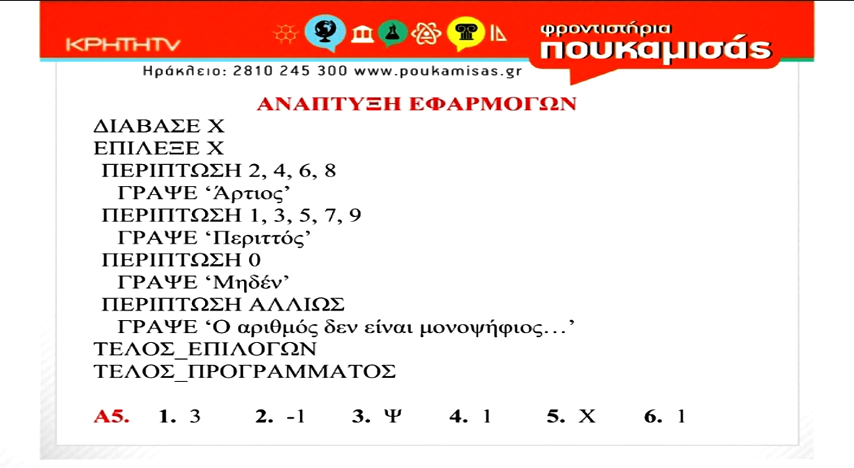 ΚΡΗΤΗTV
φροντιστήρια
πουκαμισάς
Ηράκλειο: 2810 245 300 www.poukamisas.gr
ΑΝΑΠΤΥΞΗ ΕΦΑΡΜΟΓΩΝ
ΔΙΑΒΑΣΕ Χ
ΕΠΙΛΕΞΕ Χ
ΠΕΡΙΠΤΩΣΗ 2, 4, 6, 8
ΓΡΑΨΕ ‘Άρτιος’
ΠΕΡΙΠΤΩΣΗ 1, 3, 5, 7, 9
ΓΡΑΨΕ ‘Περιττός’
ΠΕΡΙΠΤΩΣΗ 0
ΓΡΑΨΕ ‘Μηδέν’
ΠΕΡΙΠΤΩΣΗ ΑΛΛΙΩΣ
ΓΡΑΨΕ ‘Ο αριθμός δεν είναι μονοψήφιος…’
ΤΕΛΟΣ_ΕΠΙΛΟΓΩΝ
ΤΕΛΟΣ_ΠΡΟΓΡΑΜΜΑΤΟΣ
Α5. 1. 3 2. -1 3. Ψ 4. 1 5. Χ 6. 1